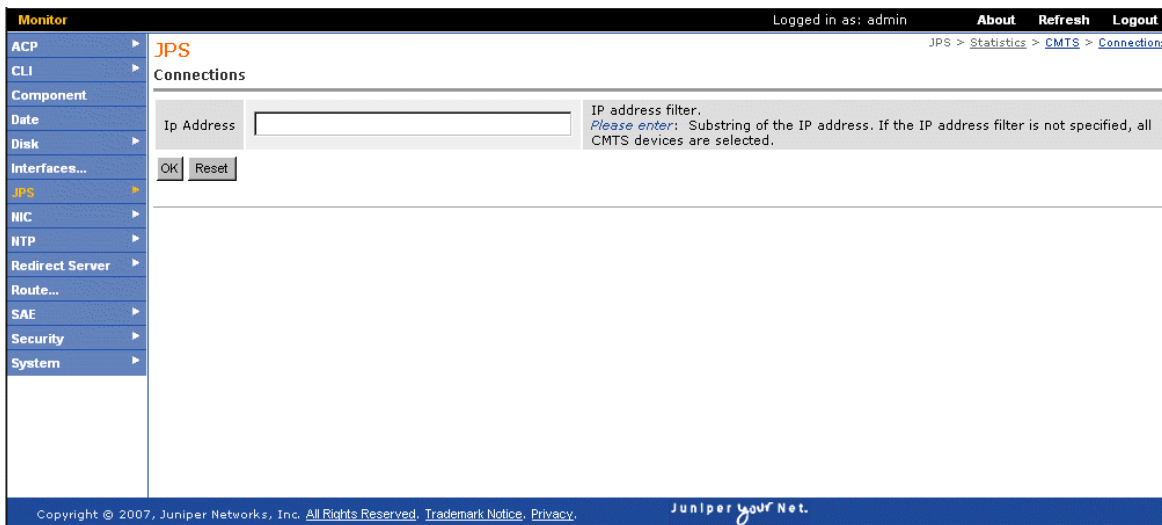 Monitor
Logged in as: admin About Refresh Logout
JPS > Statistics > CMTS > Connections
ACP
CLI
Component
Date
Disk
Interfaces...
JPS
NIC
NTP
Redirect Server
Route...
SAE
Security
System
JPS
Connections
Ip Address
IP address filter.
Please enter: Substring of the IP address. If the IP address filter is not specified, all
CMTS devices are selected.
OK Reset
Copyright © 2007, Juniper Networks, Inc. All Rights Reserved. Trademark Notice. Privacy.
Juniper your Net.